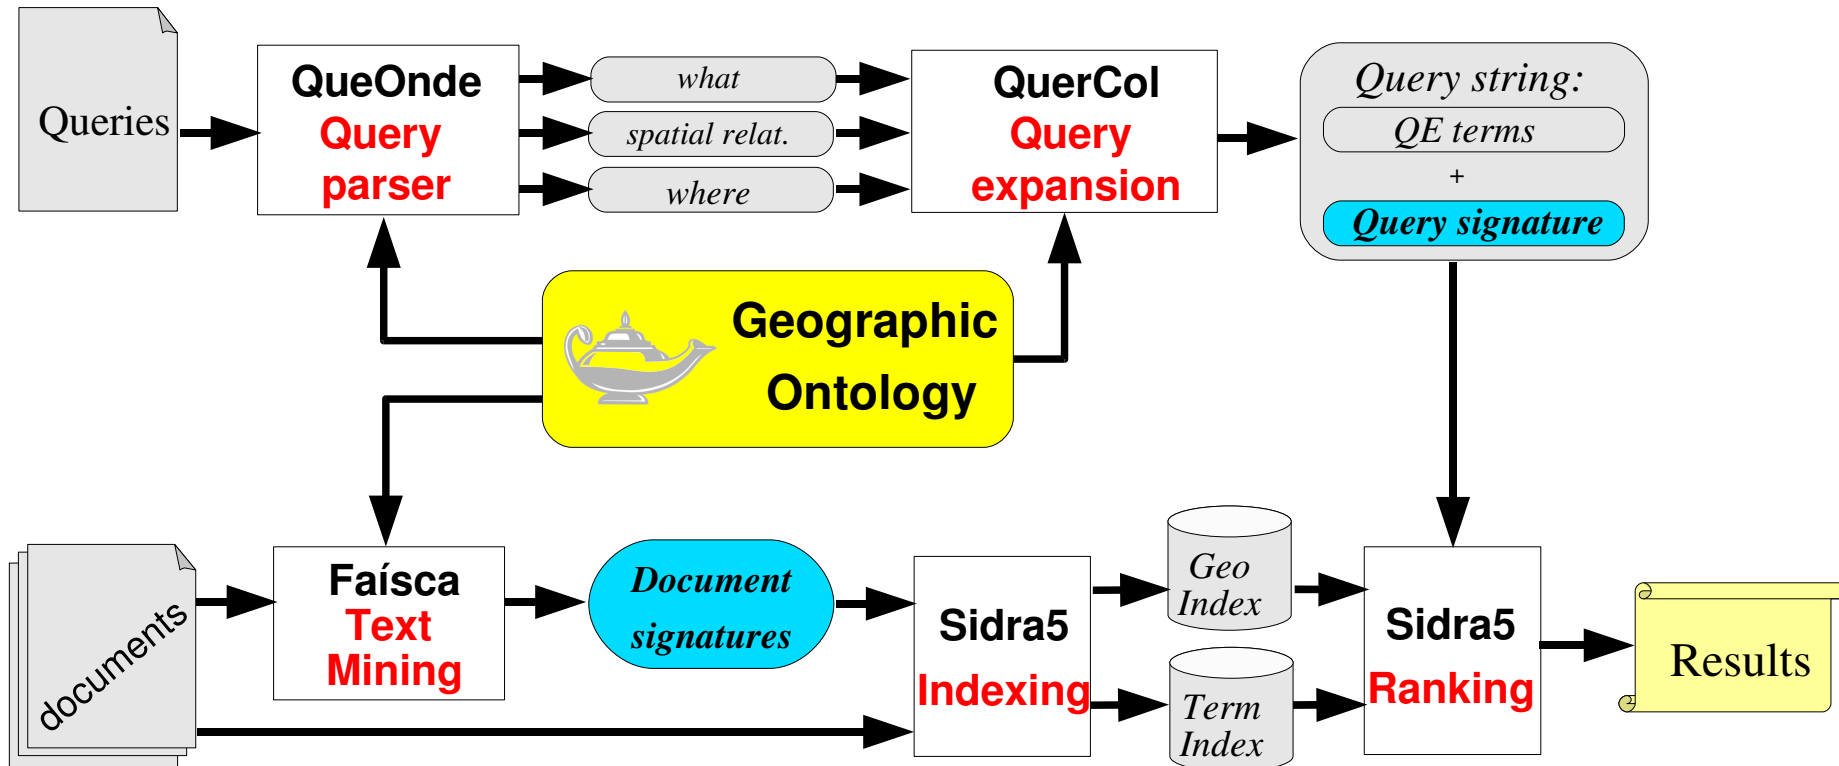 Queries
QueOnde
Query
parser
what
spatial relat.
where
QuerCol
Query
expansion
Query string:
QE terms
+
Query signature
Geographic
Ontology
documents
Faísca
Text
Mining
Document
signatures
Sidra5
Indexing
Geo
Index
Term
Index
Sidra5
Ranking
Results